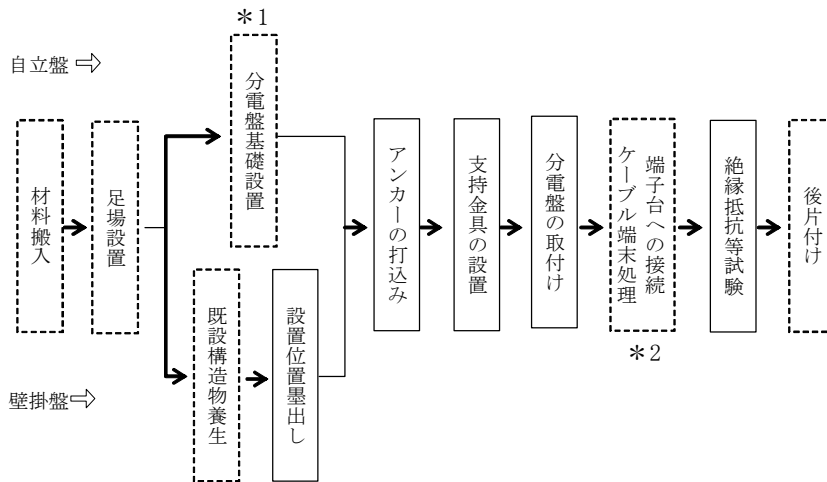 ＊1
自立盤⇨
材料搬入
足場設置
分電盤基礎設置
既設構造物養生
設置位置墨出し
アンカーの打込み
支持金具の設置
分電盤の取付け
端子台への接続
ケーブル端末処理
絶縁抵抗等試験
後片付け
＊2
壁掛盤⇨